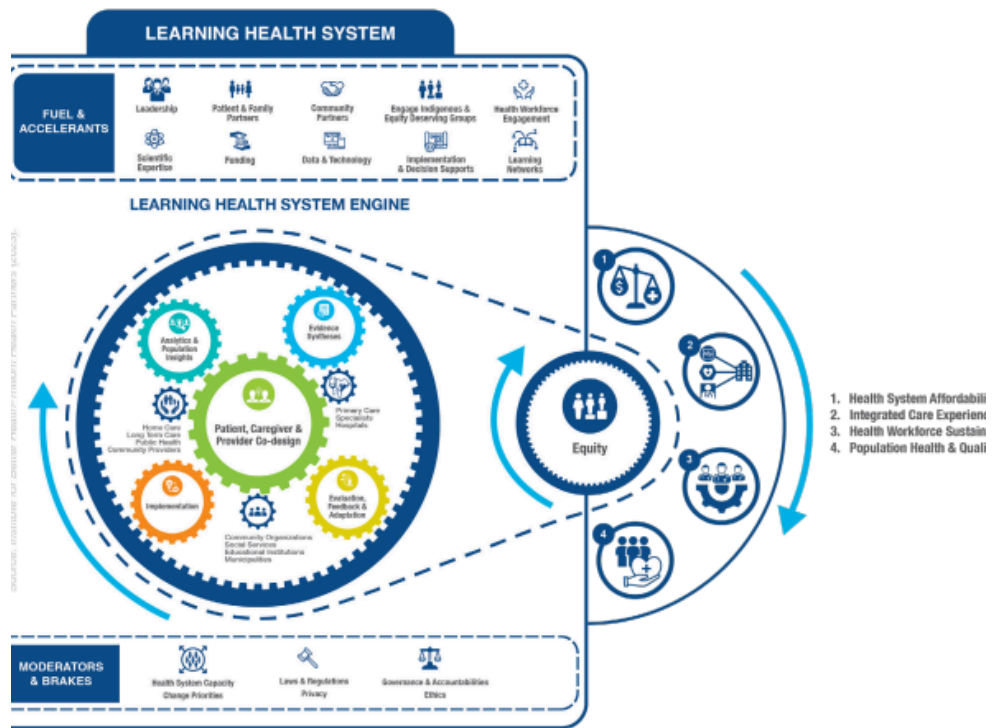 LEARNING HEALTH SYSTEM
FUEL &
ACCELERANTS
Leadership
Patient & Family
Partners
Community
Partners
Engage Indigenous &
Equity Deserving Groups
Health Workforce
Engagement
Scientific
Expertise
Funding
Data & Technology
Implementation
& Decision Supports
Learning
Networks
LEARNING HEALTH SYSTEM ENGINE
Analytics &
Population
Insights
Evidence
Syntheses
Home Care
Long Term Care
Public Health
Community Providers
Patient, Caregiver &
Provider Co-design
Primary Care
Specialists
Hospitals
Implementation
Evaluation,
Feedback &
Adaptation
Community Organizations
Social Services
Educational Institutions
Municipalities
Equity
1
$
2
3
4
1. Health System Affordabili
2. Integrated Care Experienc
3. Health Workforce Sustain
4. Population Health & Quali
MODERATORS
& BRAKES
Health System Capacity
Change Priorities
Laws & Regulations
Privacy
Governance & Accountabilities
Ethics